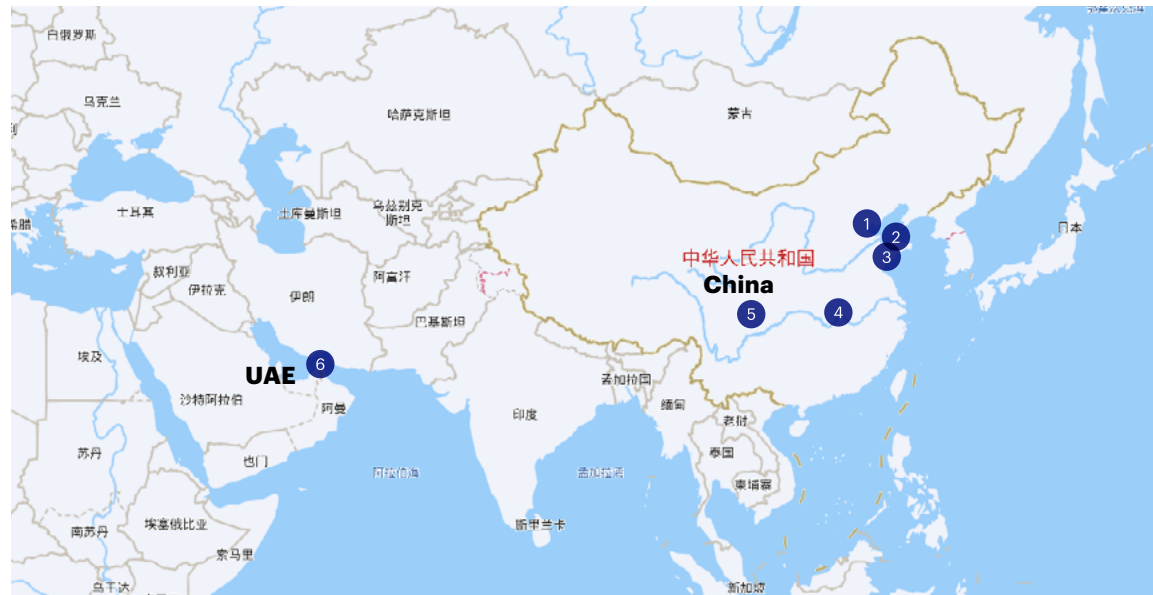 白俄罗斯
乌克兰
哈萨克斯坦
蒙古
希腊
土耳其
土库曼斯坦
乌兹别克
斯坦
日本
1
2
3
中华人民共和国
China
叙利亚
伊拉克
伊朗
阿富汗
巴基斯坦
5
4
埃及
UAE
6
沙特阿拉伯
阿曼
印度
孟加拉国
缅甸
老挝
泰国
柬埔寨
苏丹
也门
阿拉伯海
孟加拉湾
南苏丹
埃塞俄比亚
索马里
斯里兰卡
乌干达
新加坡